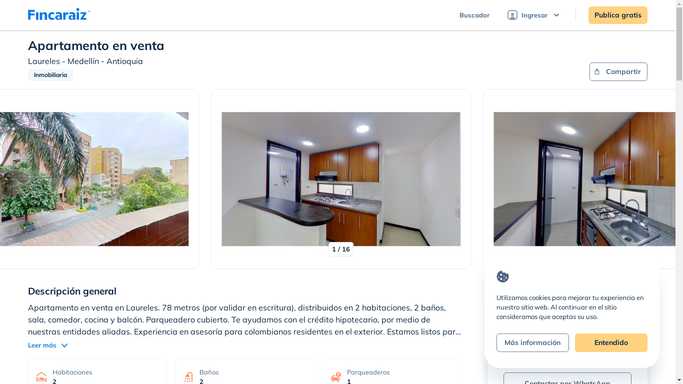 Fincaraiz
Buscador
Ingresar
Publica gratis
Apartamento en venta
Laureles - Medellín - Antioquia
Inmobiliaria
Compartir
1 / 16
Descripción general
Apartamento en venta en Laureles. 78 metros (por validar en escritura), distribuidos en 2 habitaciones, 2 baños,
sala, comedor, cocina y balcón. Parqueadero cubierto. Te ayudamos con el crédito hipotecario, por medio de
nuestras entidades aliadas. Experiencia en asesoría para colombianos residentes en el exterior. Estamos listos par...
Leer más
Habitaciones
2
Baños
2
Parqueaderos
1
Utilizamos cookies para mejorar tu experiencia en
nuestro sitio web. Al continuar en el sitio
consideramos que aceptas su uso.
Más información
Entendido
Contactar por WhatsApp